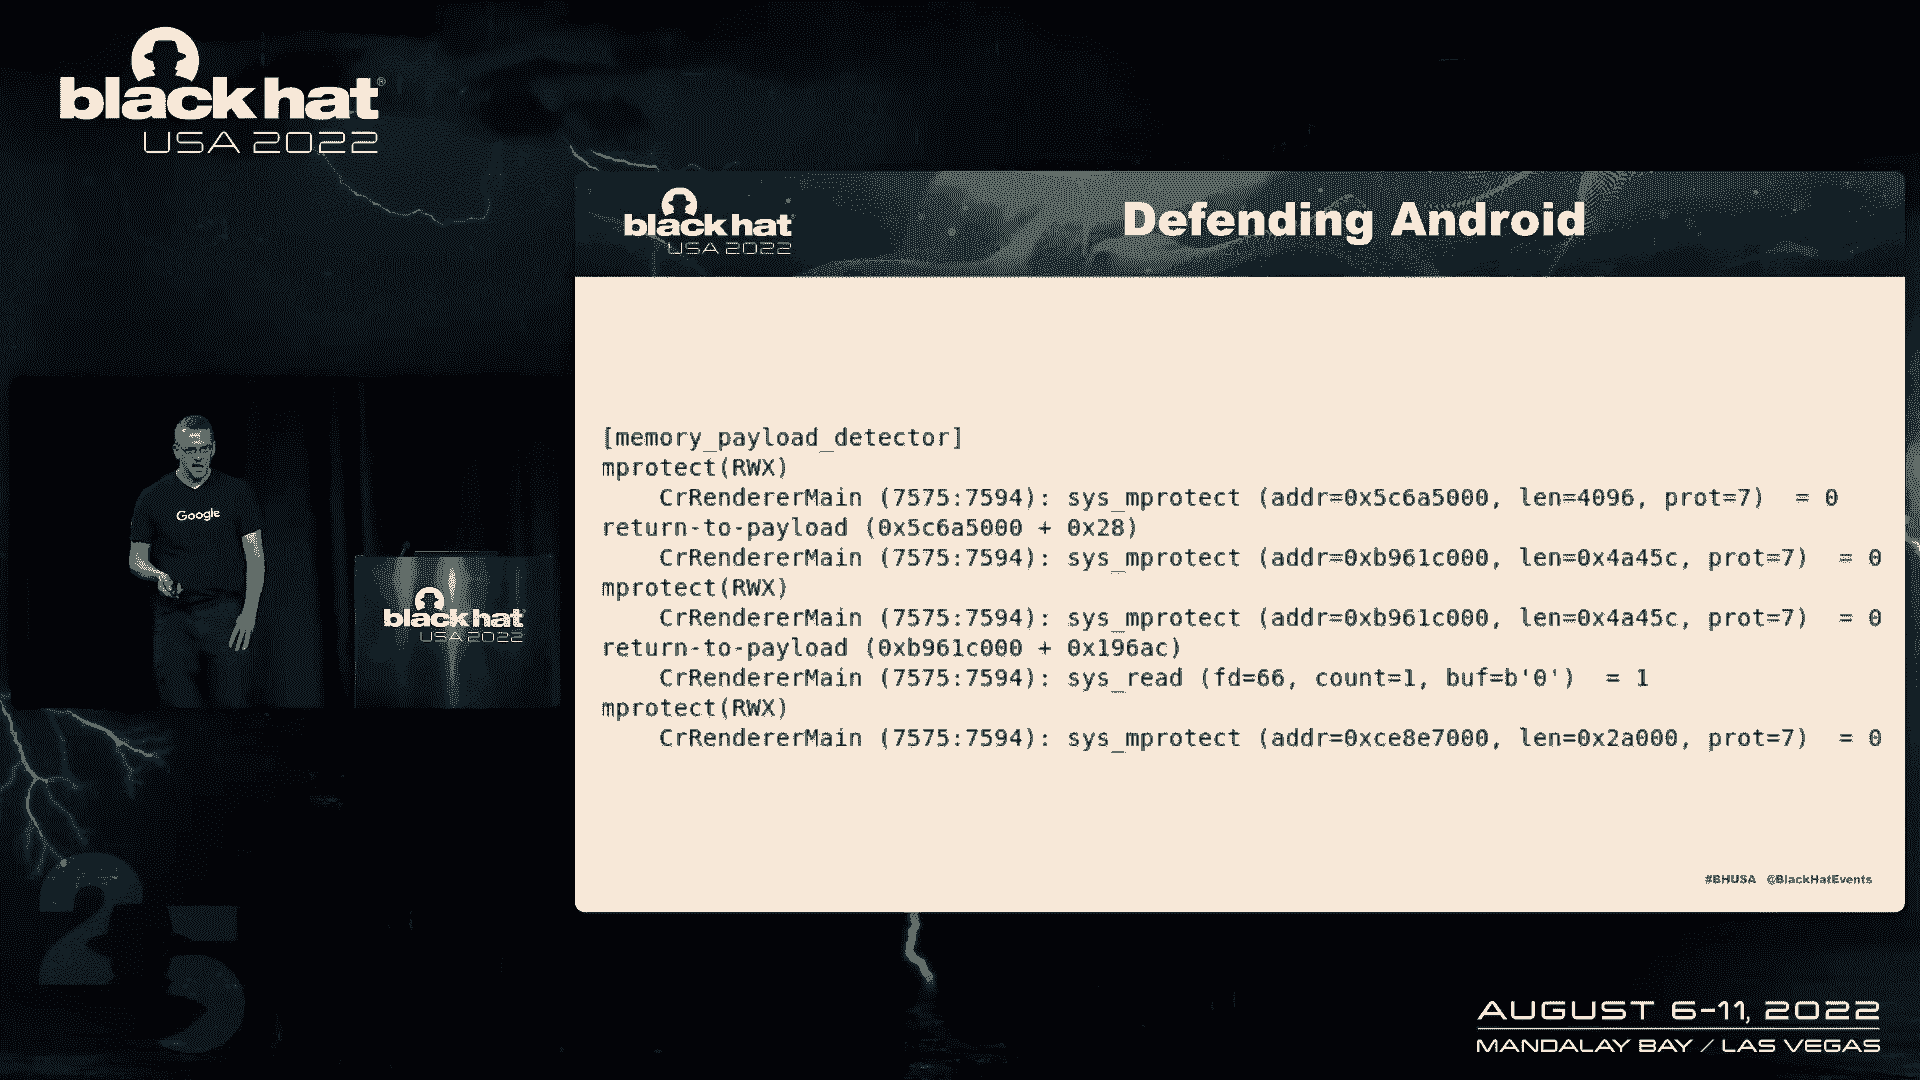 black hat®
USA 2022
black hat
USA 2022
Defending Android
[memory_payload_detector]
mprotect(RWX)
CrRendererMain (7575:7594): sys_mprotect (addr=0x5c6a5000, len=4096, prot=7)  = 0
return-to-payload (0x5c6a5000 + 0x28)
CrRendererMain (7575:7594): sys_mprotect (addr=0xb961c000, len=0x4a45c, prot=7)  = 0
mprotect(RWX)
CrRendererMain (7575:7594): sys_mprotect (addr=0xb961c000, len=0x4a45c, prot=7)  = 0
return-to-payload (0xb961c000 + 0x196ac)
CrRendererMain (7575:7594): sys_read (fd=66, count=1, buf=b'0')  = 1
mprotect(RWX)
CrRendererMain (7575:7594): sys_mprotect (addr=0xce8e7000, len=0x2a000, prot=7)  = 0
#BHUSA @BlackHatEvents
Google
black hat
USA 2022
25
AUGUST 6-11, 2022
MANDALAY BAY / LAS VEGAS